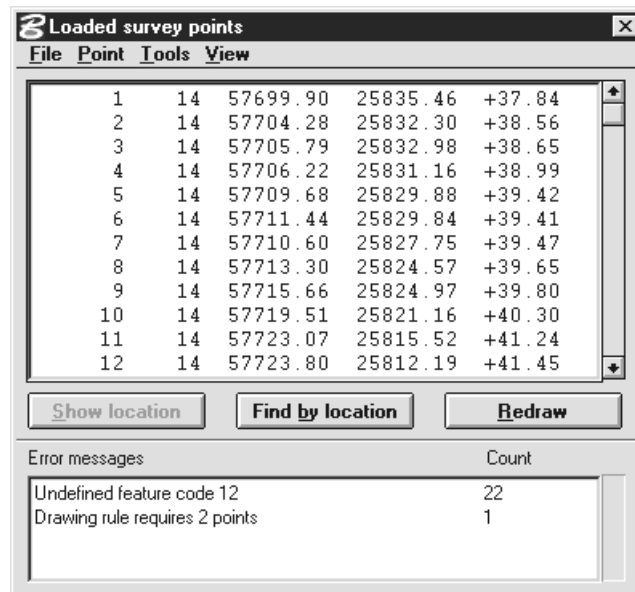 Loaded survey points
File Point Tools View
1 14 57699.90 25835.46 +37.84
2 14 57704.28 25832.30 +38.56
3 14 57705.79 25832.98 +38.65
4 14 57706.22 25831.16 +38.99
5 14 57709.68 25829.88 +39.42
6 14 57711.44 25829.84 +39.41
7 14 57710.60 25827.75 +39.47
8 14 57713.30 25824.57 +39.65
9 14 57715.66 25824.97 +39.80
10 14 57719.51 25821.16 +40.30
11 14 57723.07 25815.52 +41.24
12 14 57723.80 25812.19 +41.45
Show location Find by location Redraw
Error messages Count
Undefined feature code 12 22
Drawing rule requires 2 points 1